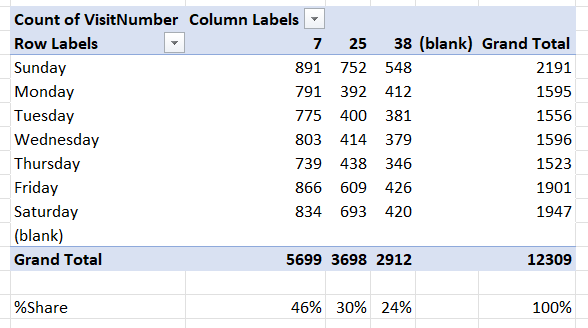 Count of VisitNumber Column Labels
Row Labels 7 25 38 (blank) Grand Total
Sunday 891 752 548 2191
Monday 791 392 412 1595
Tuesday 775 400 381 1556
Wednesday 803 414 379 1596
Thursday 739 438 346 1523
Friday 866 609 426 1901
Saturday 834 693 420 1947
(blank)
Grand Total 5699 3698 2912 12309
%Share 46% 30% 24% 100%